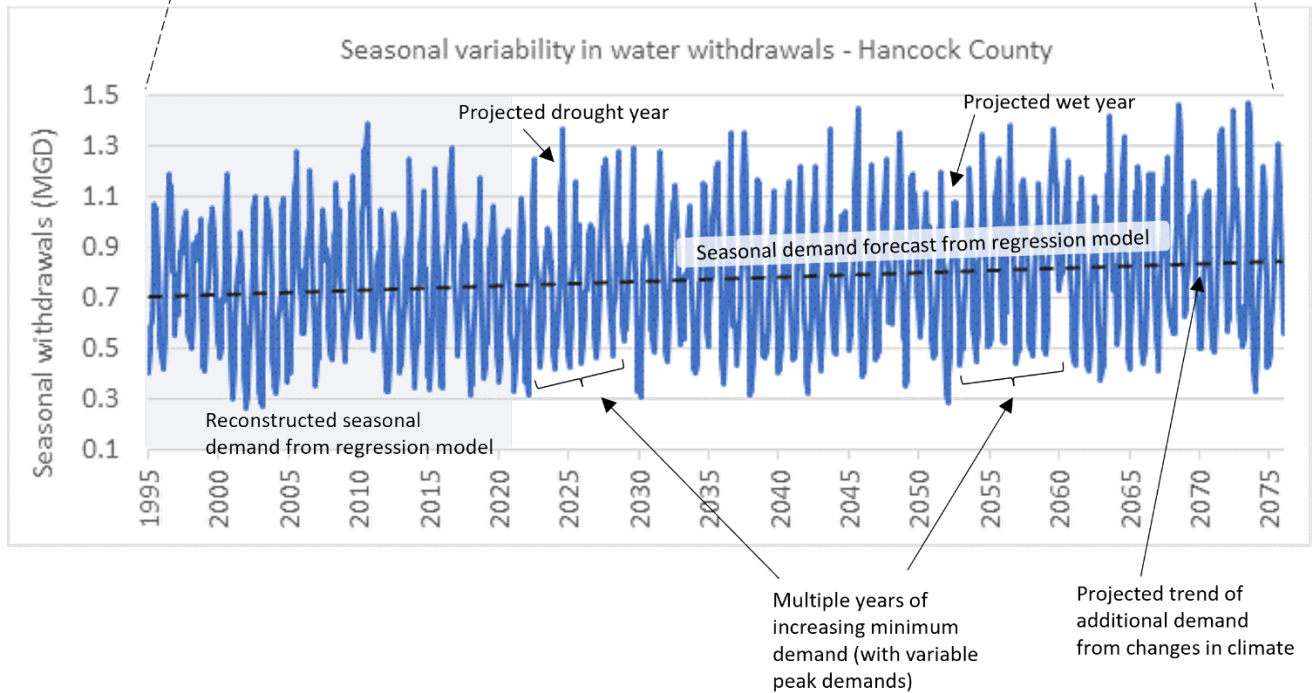 Seasonal variability in water withdrawals - Hancock County
Seasonal withdrawals (MGD)
1.5
1.3
1.1
0.9
0.7
0.5
0.3
0.1
Projected drought year
Projected wet year
Seasonal demand forecast from regression model
Reconstructed seasonal
demand from regression model
1995
2000
2005
2010
2015
2020
2025
2030
2035
2040
2045
2050
2055
2060
2065
2070
2075
Multiple years of
increasing minimum
demand (with variable
peak demands)
Projected trend of
additional demand
from changes in climate